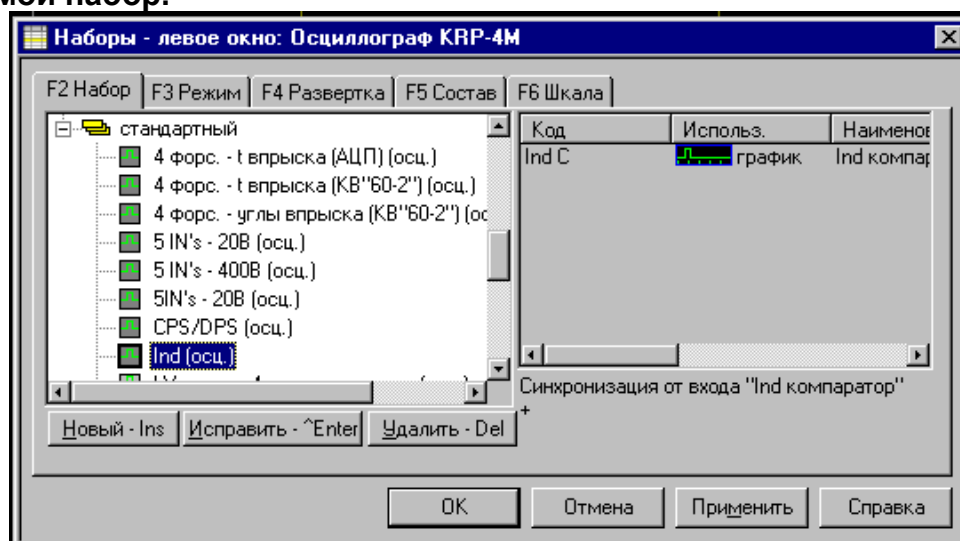 мой набор.
Наборы - левое окно: Осциллограф KRP-4M
F2 Набор F3 Режим F4 Развертка F5 Состав F6 Шкала
стандартный
4 форс. - t впрыска (АЦП) (осц.)
4 форс. - t впрыска (КВ"60-2") (осц.)
4 форс. - углы впрыска (КВ"60-2") (ос
5 IN's - 20В (осц.)
5 IN's - 400В (осц.)
5IN's - 20В (осц.)
CPS/DPS (осц.)
Ind (осц.)
Код Использ. Наименов
Ind C график Ind компар
Синхронизация от входа "Ind компаратор"
+
Новый - Ins Исправить - ^Enter Удалить - Del
OK Отмена Применить Справка